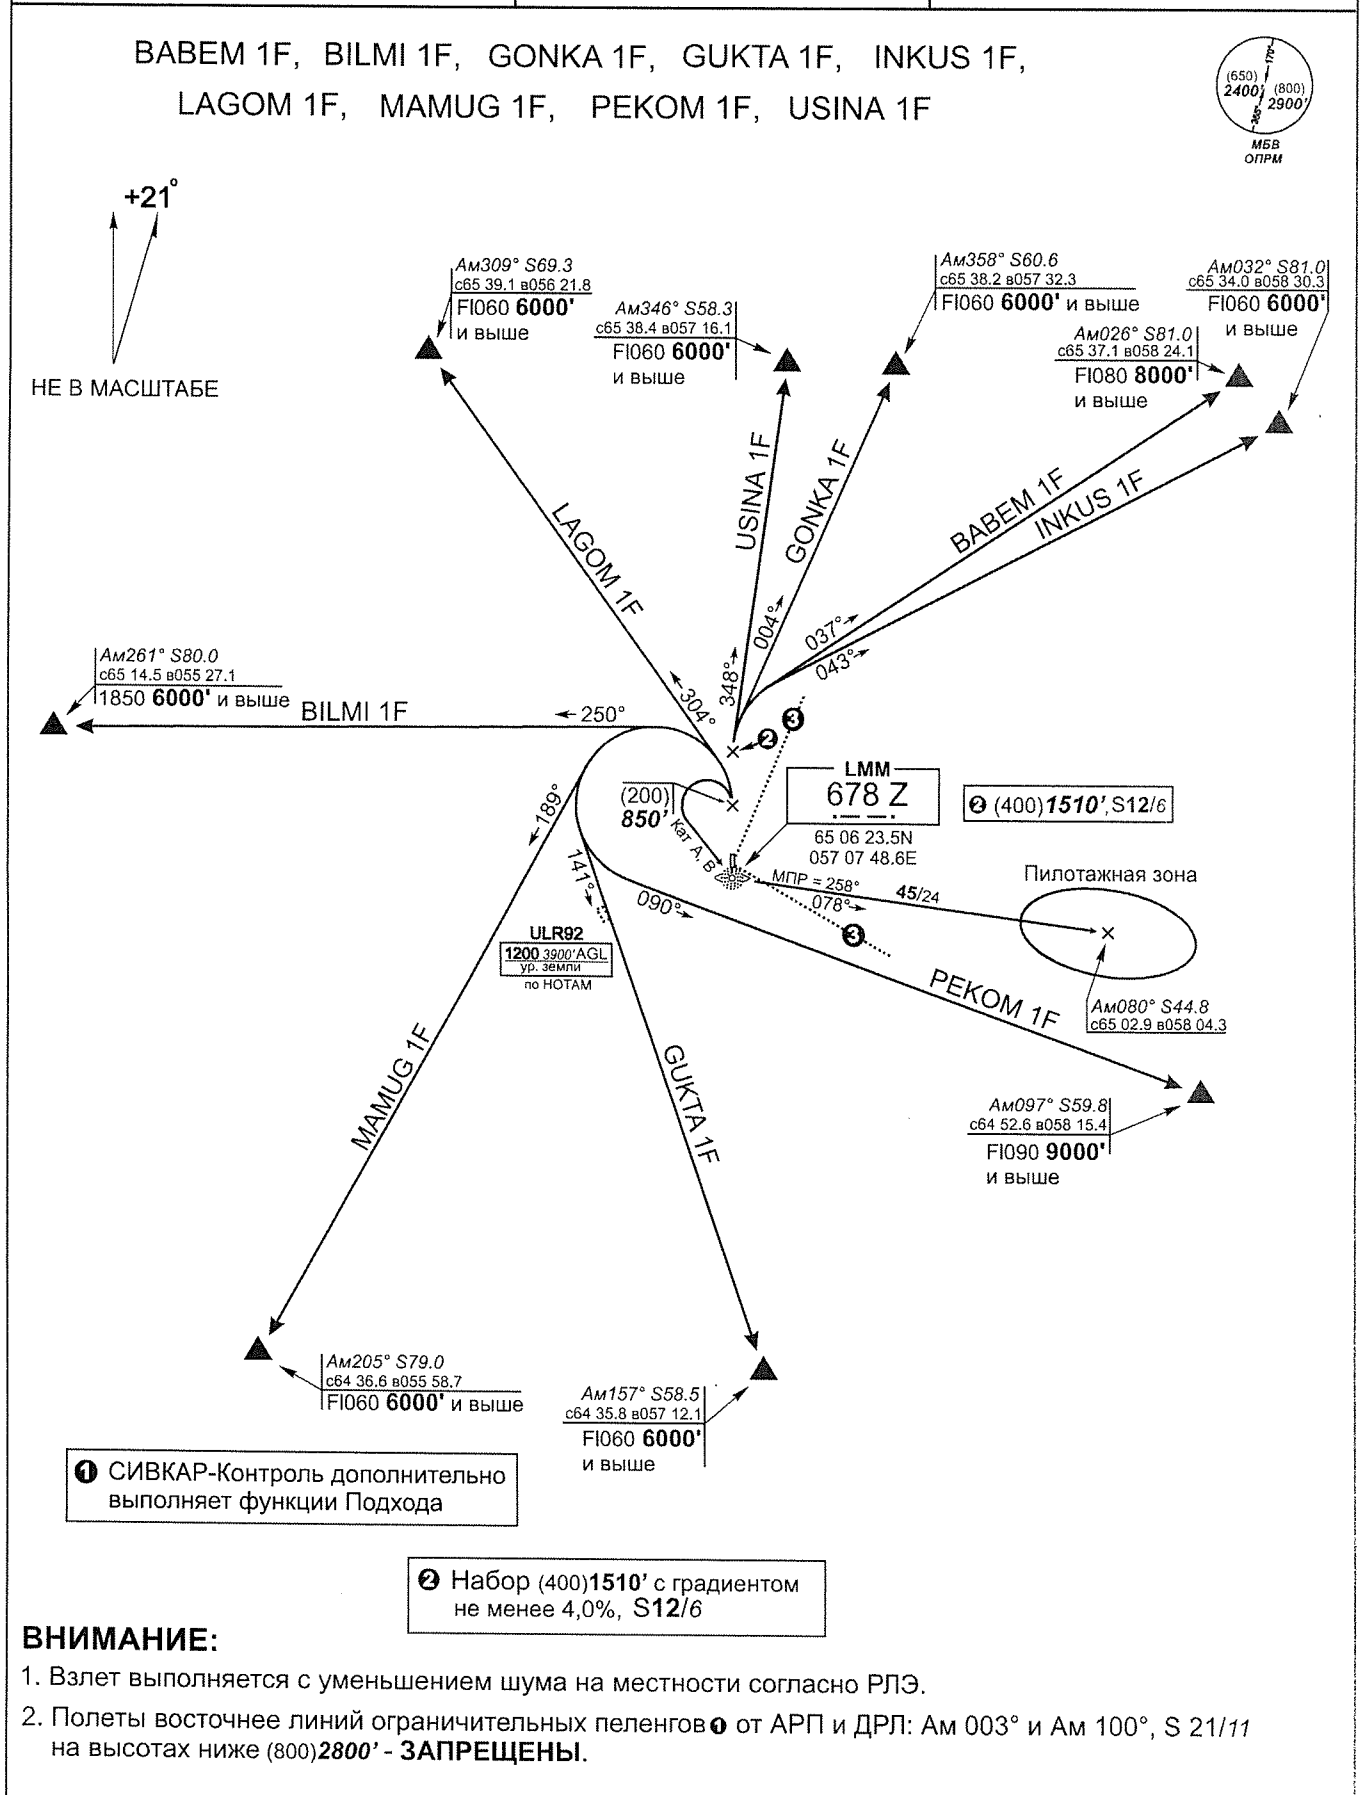 BABEM 1F, BILMI 1F, GONKA 1F, GUKTA 1F, INKUS 1F,
LAGOM 1F, MAMUG 1F, PEKOM 1F, USINA 1F
170°
(650)
2400'
(800)
2900'
355°
МБВ
ОПРМ
+21°
НЕ В МАСШТАБЕ
Ам309° S69.3
с65 39.1 в056 21.8
Fl060 6000'
и выше
Ам346° S58.3
с65 38.4 в057 16.1
Fl060 6000'
и выше
Ам358° S60.6
с65 38.2 в057 32.3
Fl060 6000' и выше
Ам032° S81.0
с65 34.0 в058 30.3
Fl060 6000'
и выше
Ам026° S81.0
с65 37.1 в058 24.1
Fl080 8000'
и выше
LAGOM 1F
USINA 1F
GONKA 1F
BABEM 1F
INKUS 1F
304°
348°
004°
037°
043°
Ам261° S80.0
с65 14.5 в055 27.1
1850 6000' и выше
BILMI 1F
250°
3
2
(200)
850'
Кат A, B
LMM
678 Z
65 06 23.5N
057 07 48.6E
2 (400)1510', S12/6
189°
141°
090°
МПР = 258°
078°
45/24
3
Пилотажная зона
ULR92
1200 3900'AGL
ур. земли
по НОТАМ
PEKOM 1F
Ам080° S44.8
с65 02.9 в058 04.3
MAMUG 1F
GUKTA 1F
Ам097° S59.8
с64 52.6 в058 15.4
Fl090 9000'
и выше
Ам205° S79.0
с64 36.6 в055 58.7
Fl060 6000' и выше
Ам157° S58.5
с64 35.8 в057 12.1
Fl060 6000'
и выше
1 СИВКАР-Контроль дополнительно
выполняет функции Подхода
2 Набор (400)1510' с градиентом
не менее 4,0%, S12/6
ВНИМАНИЕ:
1. Взлет выполняется с уменьшением шума на местности согласно РЛЭ.
2. Полеты восточнее линий ограничительных пеленгов от АРП и ДРЛ: Ам 003° и Ам 100°, S 21/11
на высотах ниже (800)2800' - ЗАПРЕЩЕНЫ.